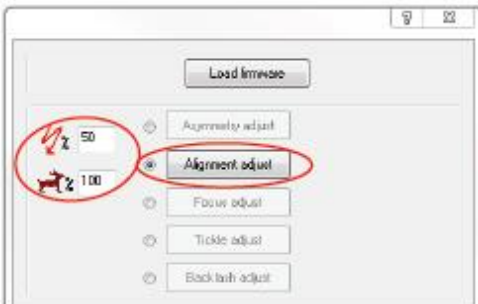 Load firmware
% 50
Asymmetry adjust
Alignment adjust
% 100
Focus adjust
Tickle adjust
Backlash adjust